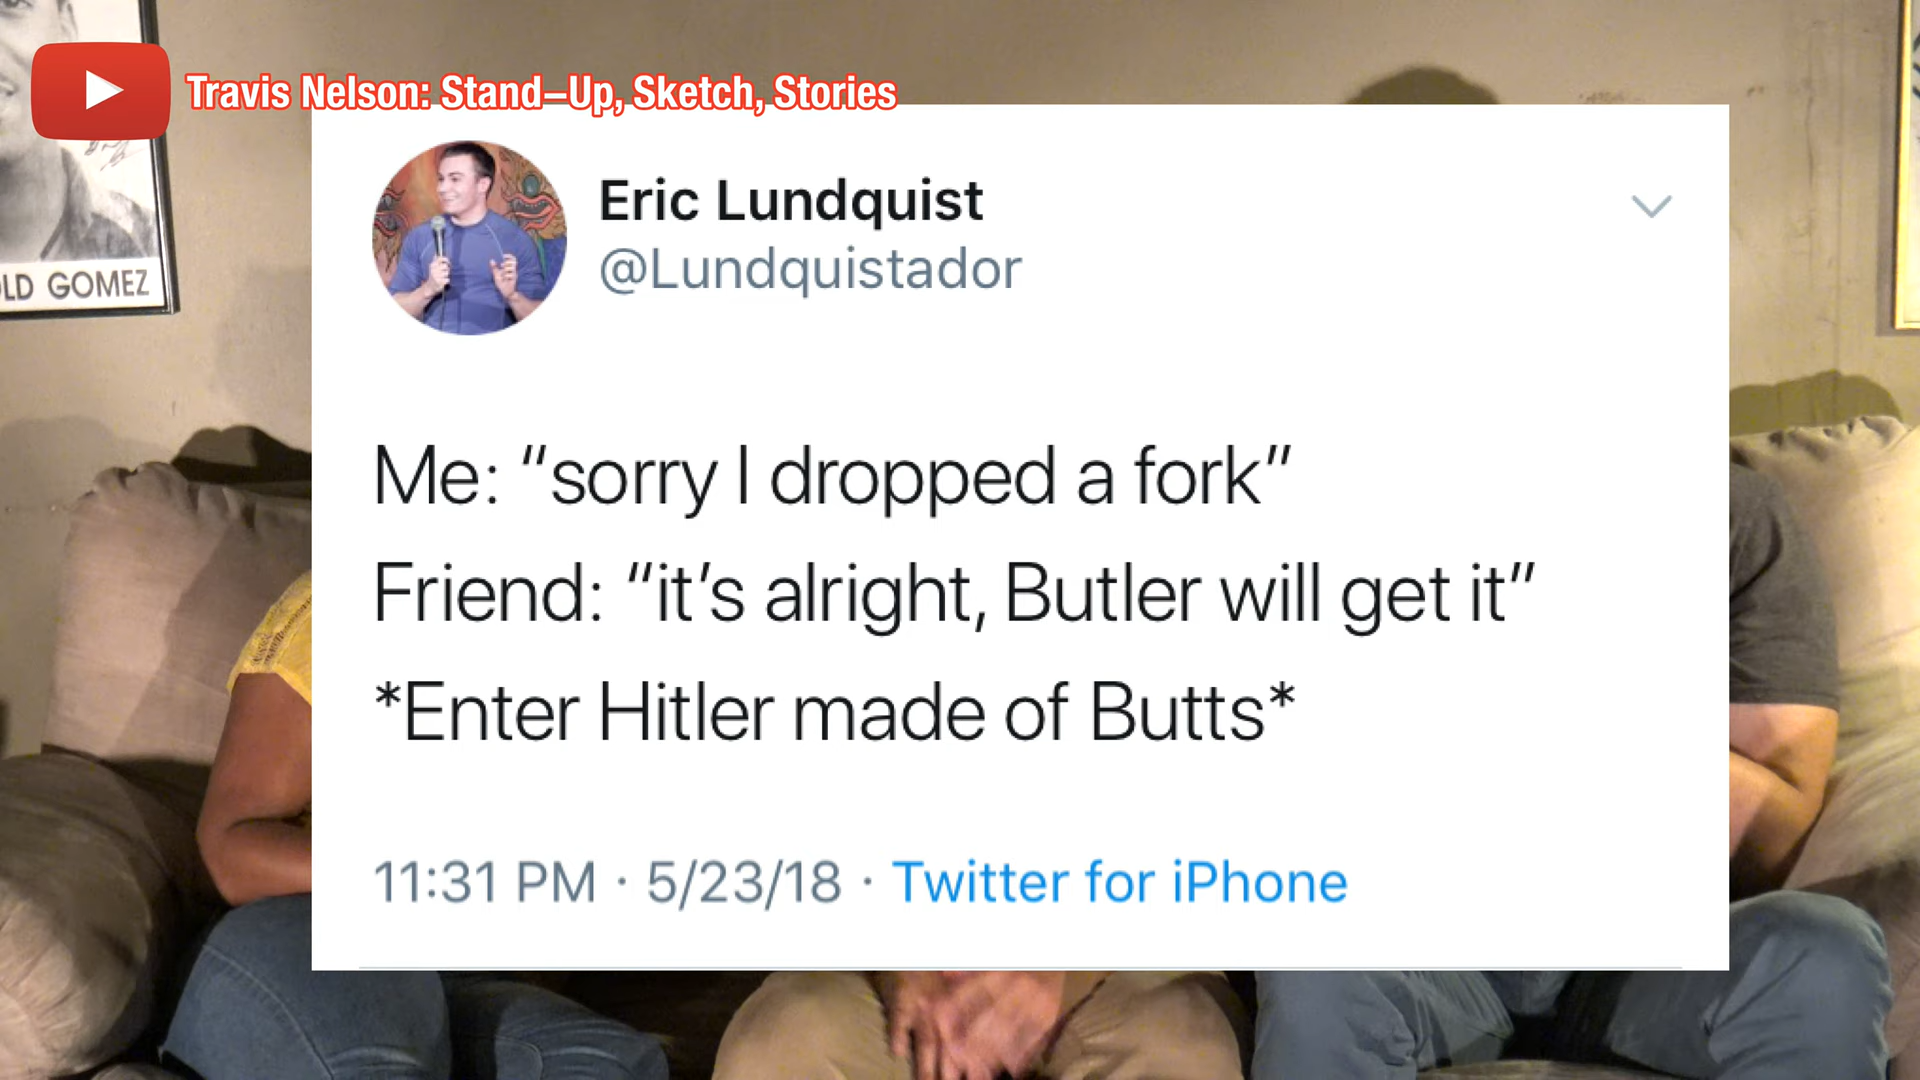 Travis Nelson: Stand-Up, Sketch, Stories
Eric Lundquist
@Lundquistador
LD GOMEZ
Me: “sorry I dropped a fork”
Friend: “it’s alright, Butler will get it”
*Enter Hitler made of Butts*
11:31 PM · 5/23/18 · Twitter for iPhone